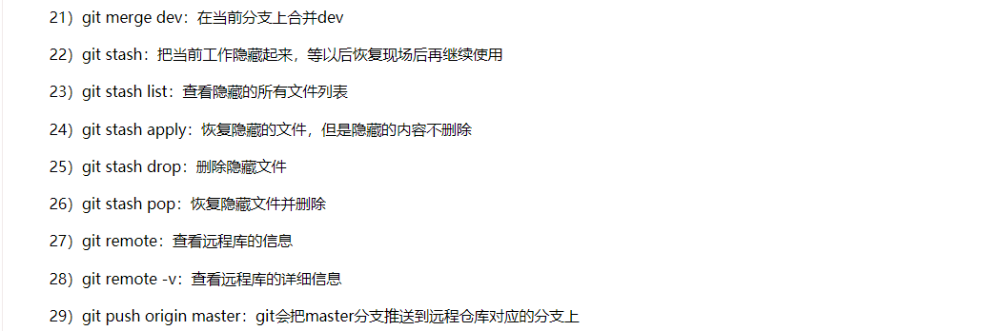 21）git merge dev：在当前分支上合并dev
22）git stash：把当前工作隐藏起来，等以后恢复现场后再继续使用
23）git stash list：查看隐藏的所有文件列表
24）git stash apply：恢复隐藏的文件，但是隐藏的内容不删除
25）git stash drop：删除隐藏文件
26）git stash pop：恢复隐藏文件并删除
27）git remote：查看远程库的信息
28）git remote -v：查看远程库的详细信息
29）git push origin master：git会把master分支推送到远程仓库对应的分支上